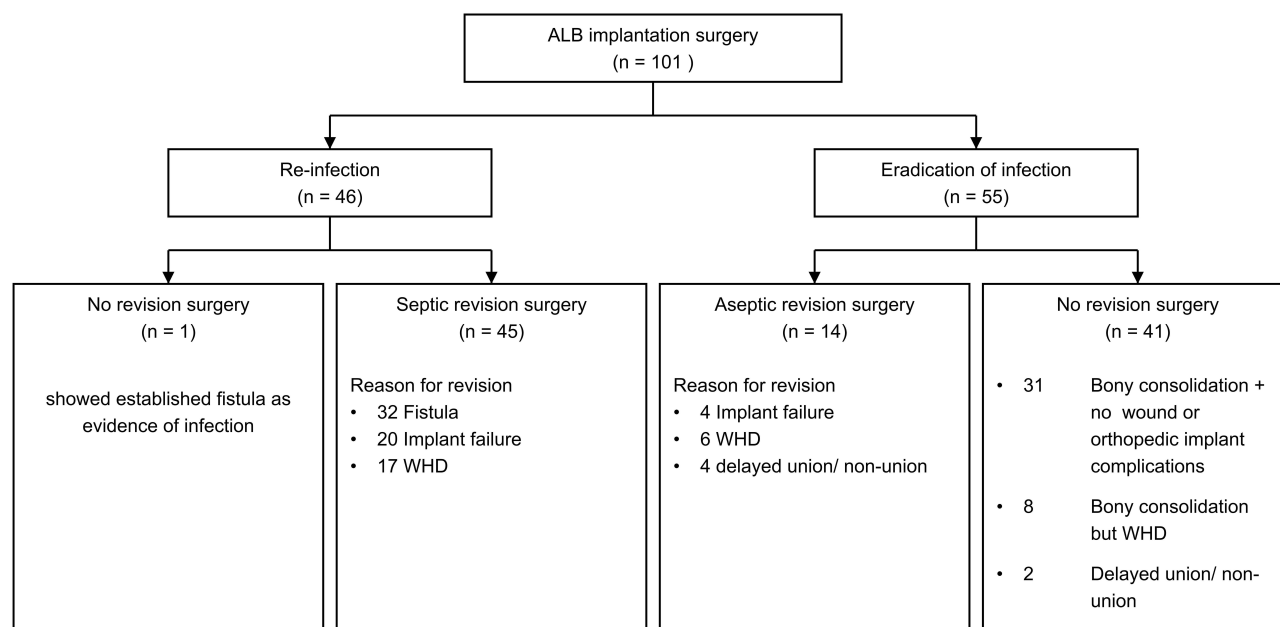 ALB implantation surgery
(n = 101 )
Re-infection
(n = 46)
Eradication of infection
(n = 55)
No revision surgery
(n = 1)
showed established fistula as
evidence of infection
Septic revision surgery
(n = 45)
Reason for revision
• 32 Fistula
• 20 Implant failure
• 17 WHD
Aseptic revision surgery
(n = 14)
Reason for revision
• 4 Implant failure
• 6 WHD
• 4 delayed union/ non-union
No revision surgery
(n = 41)
• 31 Bony consolidation +
no wound or
orthopedic implant
complications
• 8 Bony consolidation
but WHD
• 2 Delayed union/ non-
union